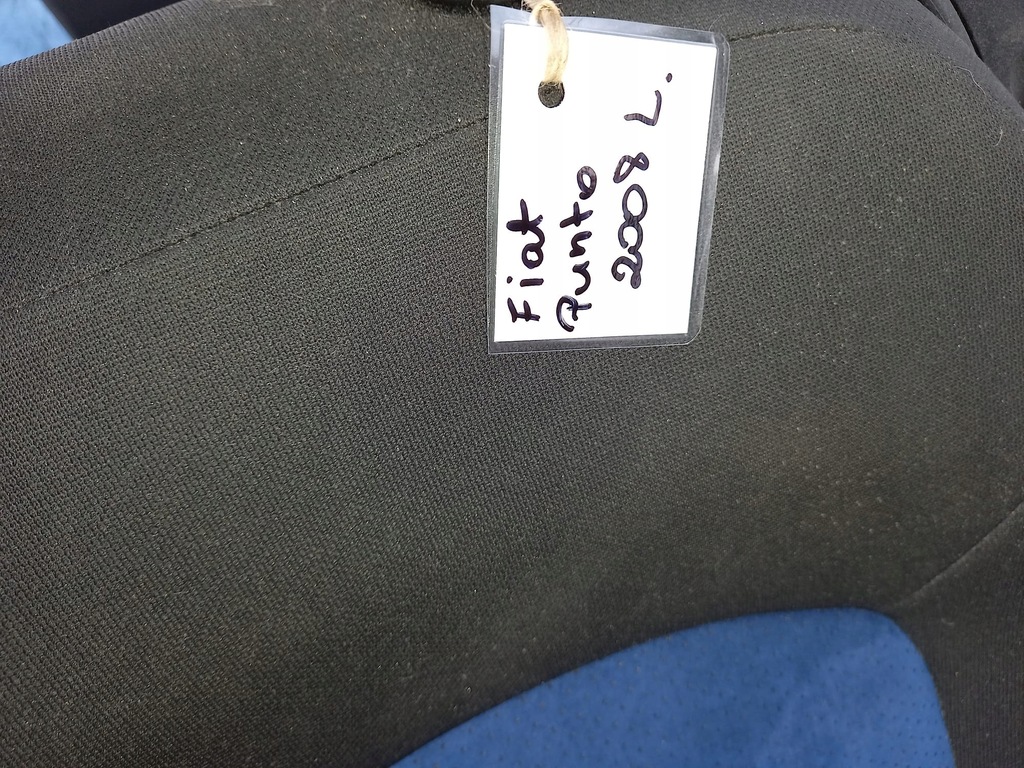 Fiat
Punto
2008 L.